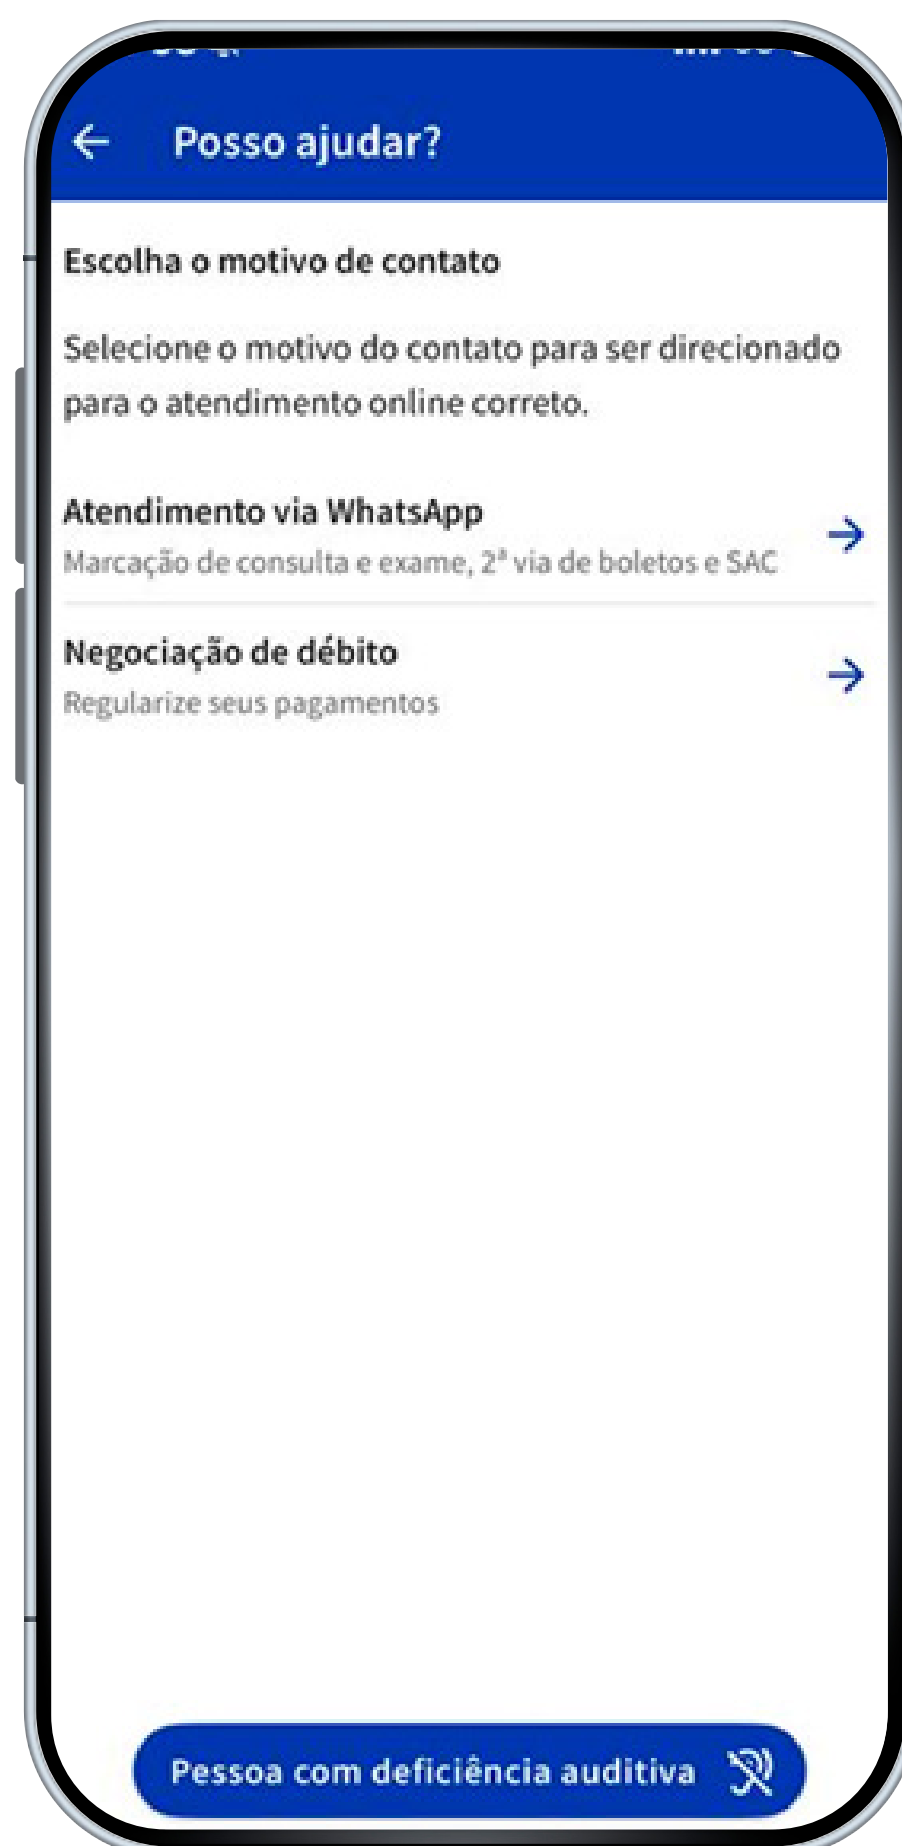 Posso ajudar?
Escolha o motivo de contato
Selecione o motivo do contato para ser direcionado
para o atendimento online correto.
Atendimento via WhatsApp
Marcação de consulta e exame, 2ª via de boletos e SAC
Negociação de débito
Regularize seus pagamentos
Pessoa com deficiência auditiva